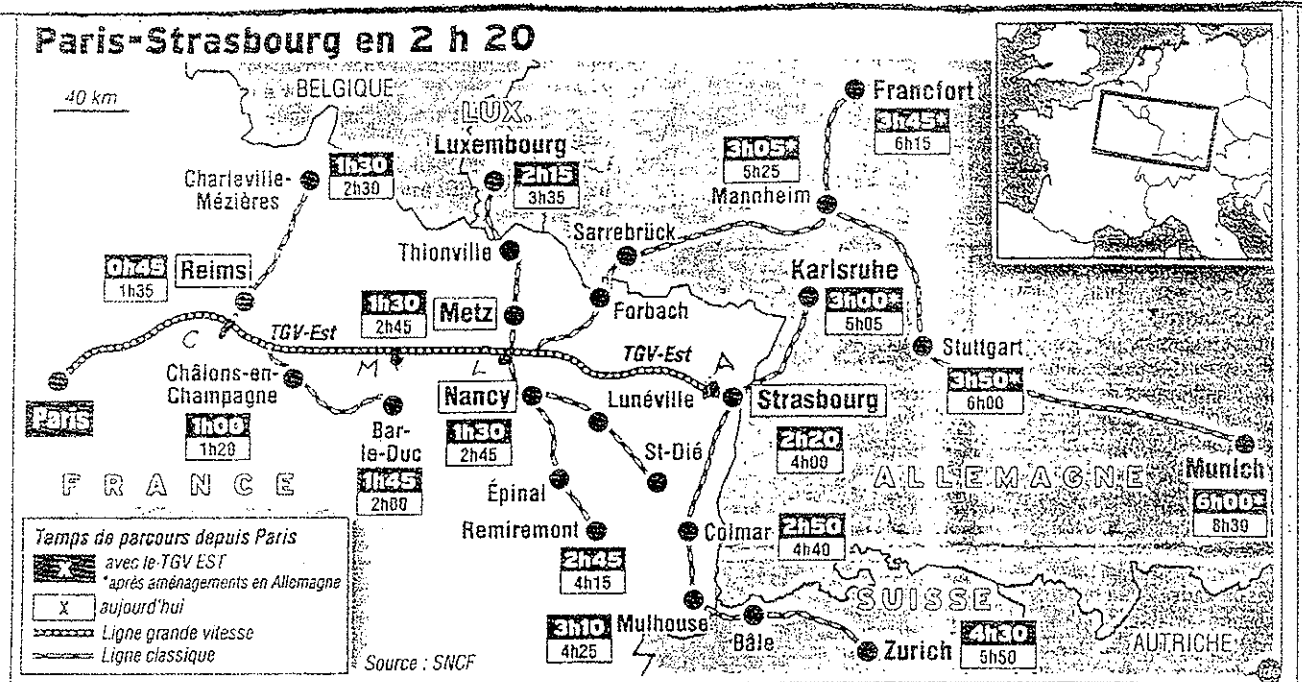 Paris-Strasbourg en 2 h 20
40 km
BELGIQUE
LUX.
Luxembourg
2h15
3h35
Francfort
3h45*
6h15
3h05*
5h25
Mannheim
Charleville-
Mézières
1h30
2h30
Thionville
Sarrebrück
Karlsruhe
3h00*
5h05
0h45
1h35
Reims
1h30
2h45
Metz
Forbach
C
TGV-Est
TGV-Est
M
L
A
Stuttgart
3h50*
6h00
Paris
Châlons-en-
Champagne
1h00
1h20
Bar-
le-Duc
1h45
2h00
Nancy
1h30
2h45
Lunéville
Strasbourg
2h20
4h00
St-Dié
Épinal
Remiremont
2h45
4h15
Colmar
2h50
4h40
Munich
6h00*
8h30
FRANCE
ALLEMAGNE
Mulhouse
3h10
4h25
Bâle
Zurich
4h30
5h50
SUISSE
AUTRICHE
Temps de parcours depuis Paris
X avec le TGV EST
*après aménagements en Allemagne
X aujourd'hui
Ligne grande vitesse
Ligne classique
Source : SNCF